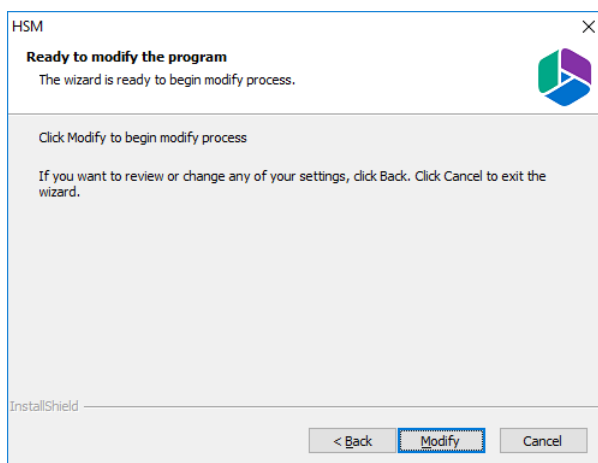 HSM
Ready to modify the program
The wizard is ready to begin modify process.
Click Modify to begin modify process
If you want to review or change any of your settings, click Back. Click Cancel to exit the
wizard.
InstallShield
< Back
Modify
Cancel